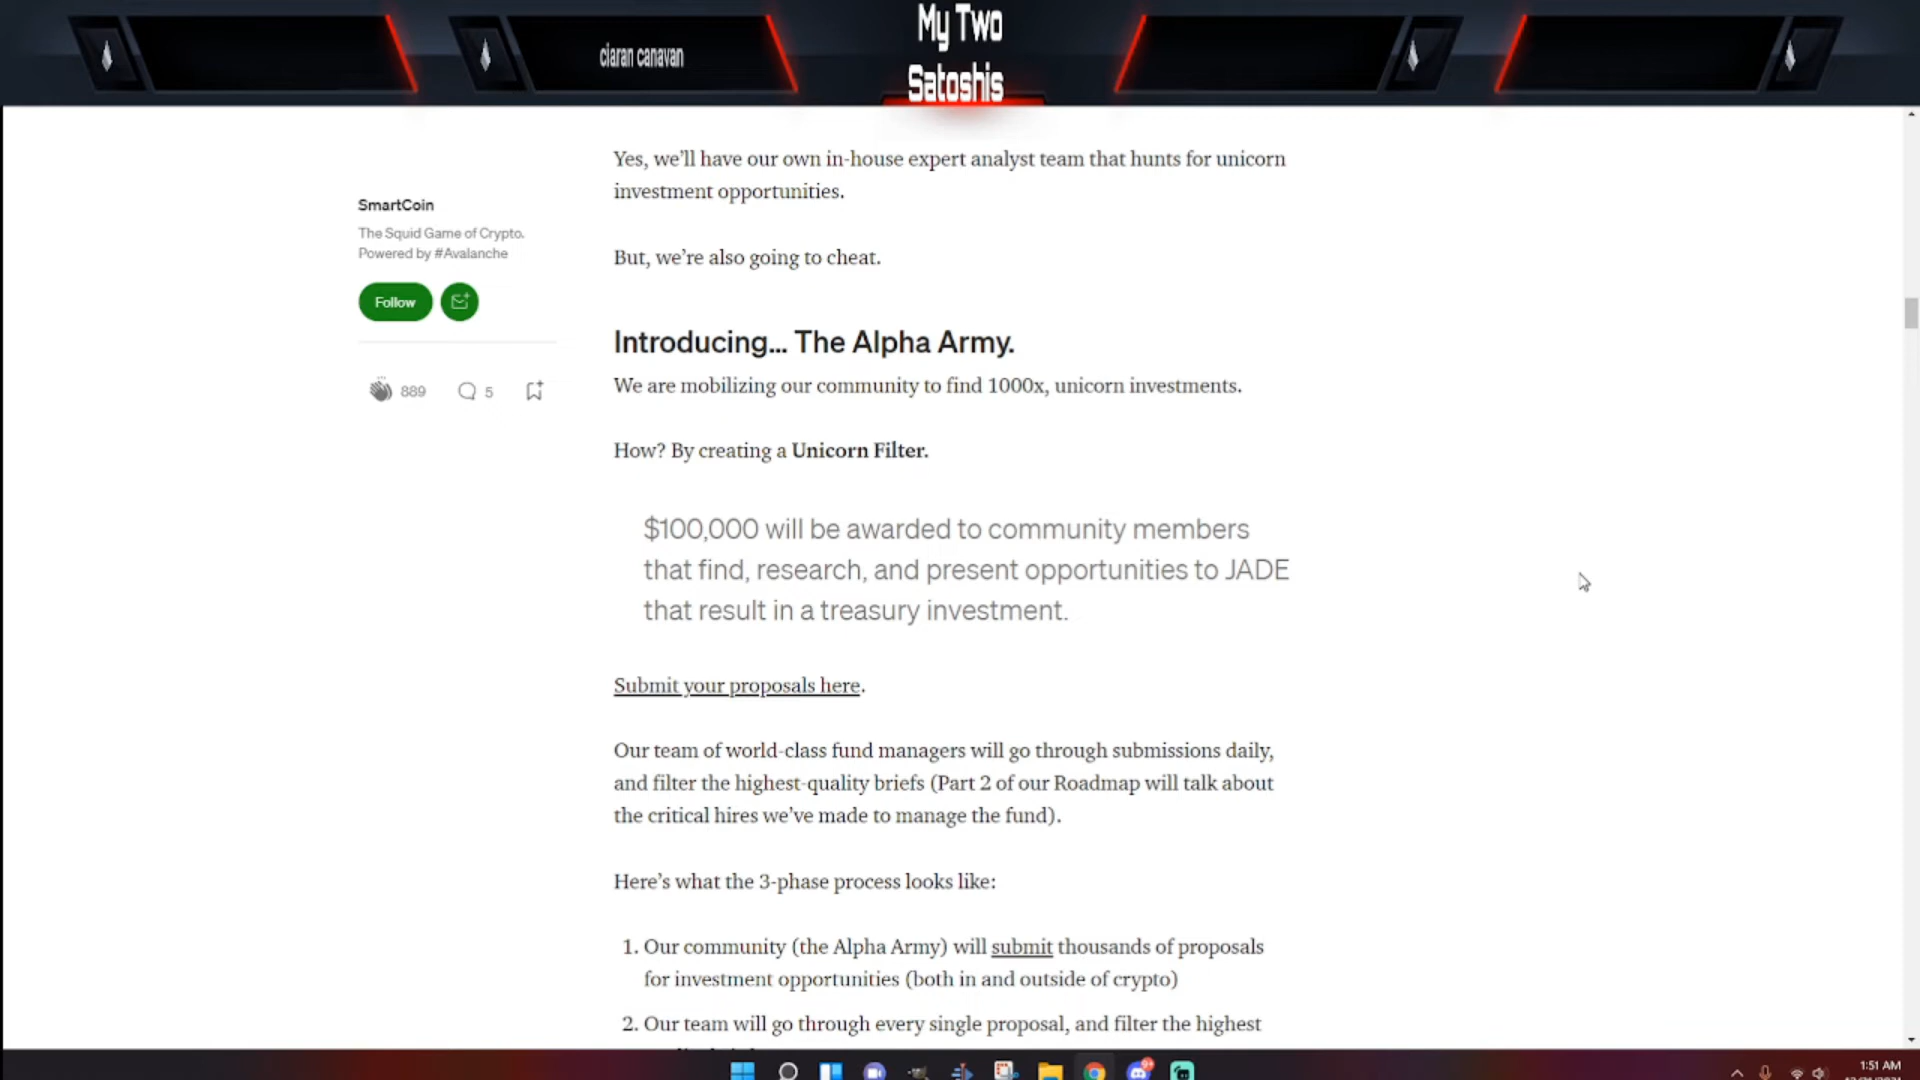 ciaran canavan
My Two
Satoshis
Yes, we'll have our own in-house expert analyst team that hunts for unicorn
investment opportunities.
SmartCoin
The Squid Game of Crypto.
Powered by #Avalanche
But, we're also going to cheat.
Follow
Introducing... The Alpha Army.
889
5
We are mobilizing our community to find 1000x, unicorn investments.
How? By creating a Unicorn Filter.
$100,000 will be awarded to community members
that find, research, and present opportunities to JADE
that result in a treasury investment.
Submit your proposals here.
Our team of world-class fund managers will go through submissions daily,
and filter the highest-quality briefs (Part 2 of our Roadmap will talk about
the critical hires we've made to manage the fund).
Here's what the 3-phase process looks like:
1. Our community (the Alpha Army) will submit thousands of proposals
for investment opportunities (both in and outside of crypto)
2. Our team will go through every single proposal, and filter the highest
1:51 AM